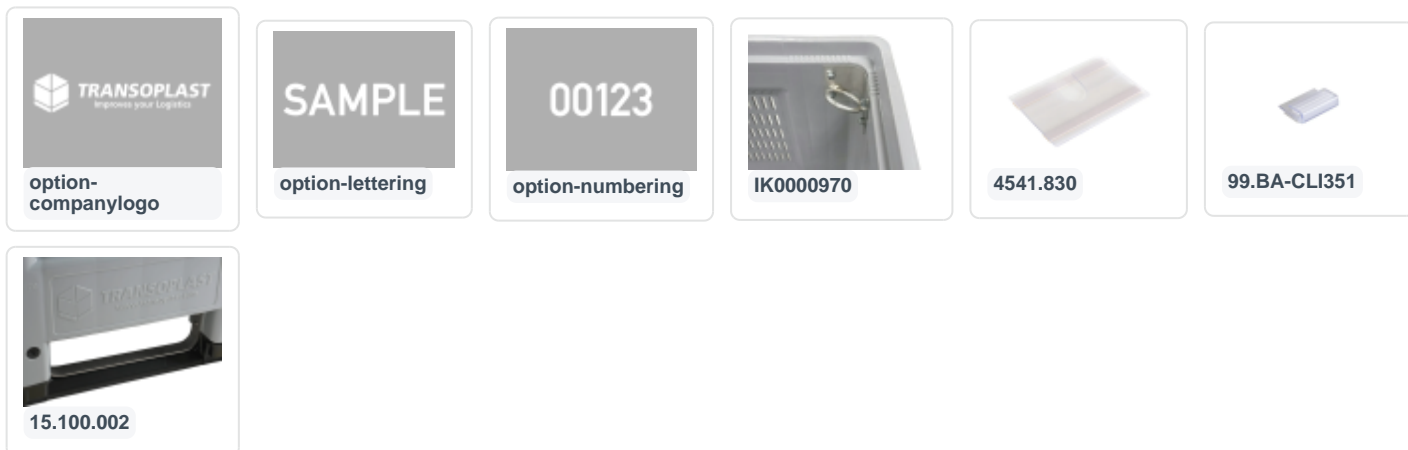 TRANSOPLAST
Improves your Logistics
option-
companylogo
SAMPLE
option-lettering
00123
option-numbering
IK0000970
4541.830
99.BA-CLI351
TRANSOPLAST
15.100.002